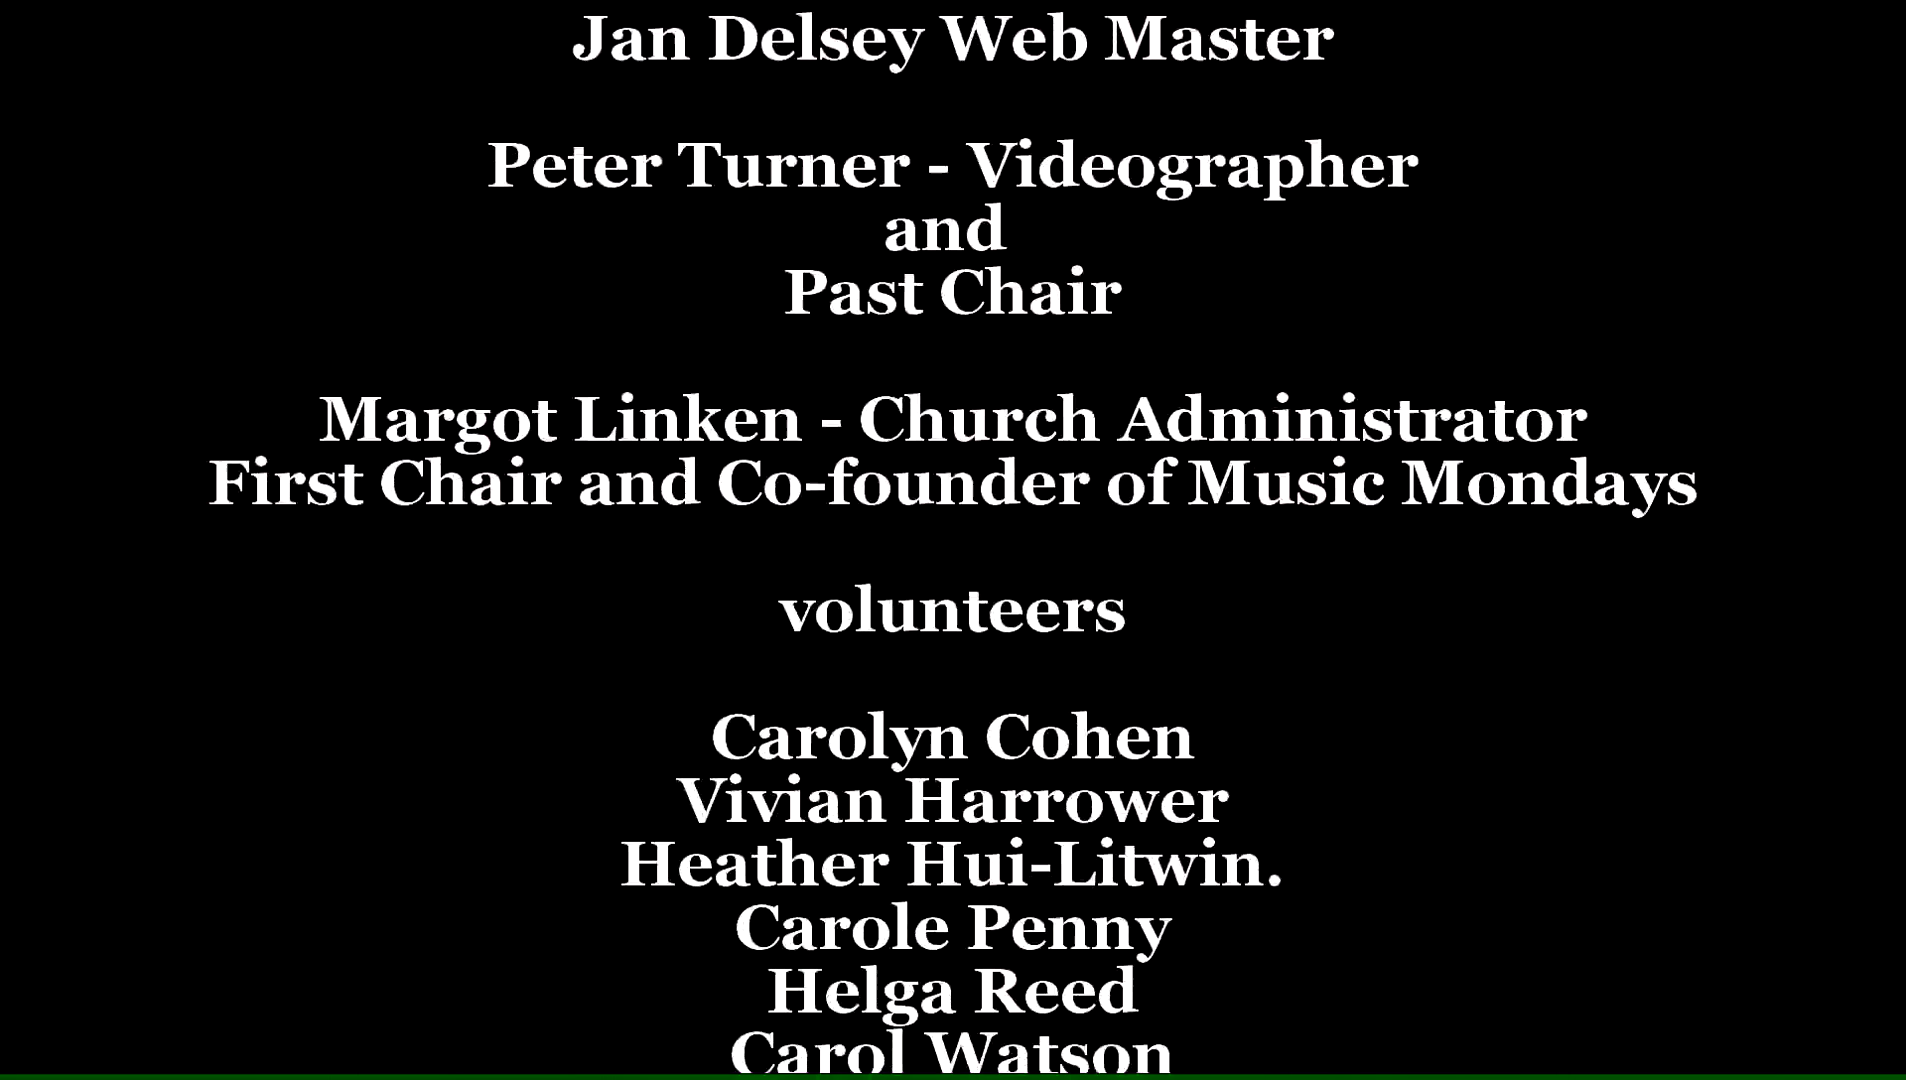 Jan Delsey Web Master
Peter Turner - Videographer
and
Past Chair
Margot Linken - Church Administrator
First Chair and Co-founder of Music Mondays
volunteers
Carolyn Cohen
Vivian Harrower
Heather Hui-Litwin.
Carole Penny
Helga Reed
Carol Watson